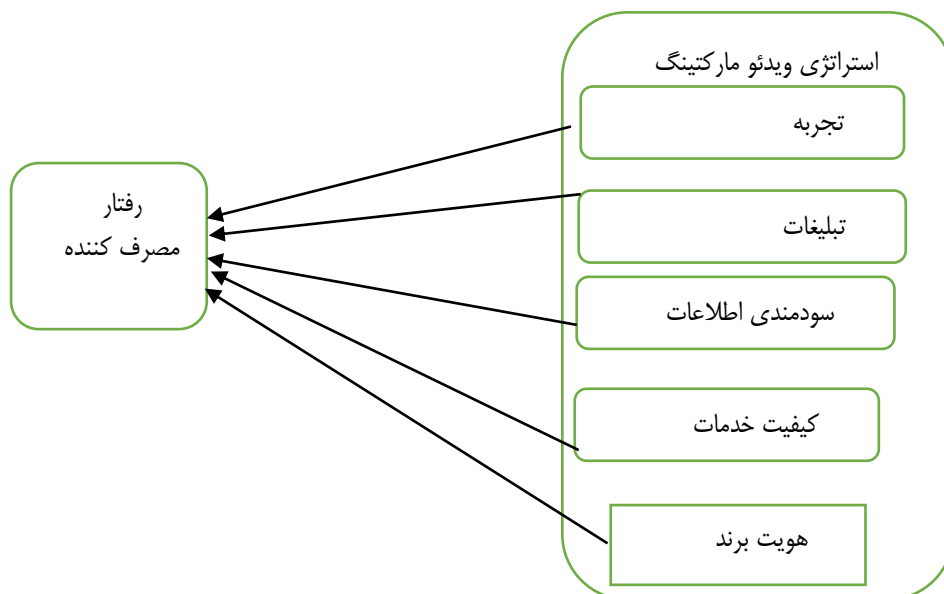 استراتژی ویدئو مارکتینگ
تجربه
تبلیغات
سودمندی اطلاعات
کیفیت خدمات
هویت برند
رفتار
مصرف کننده